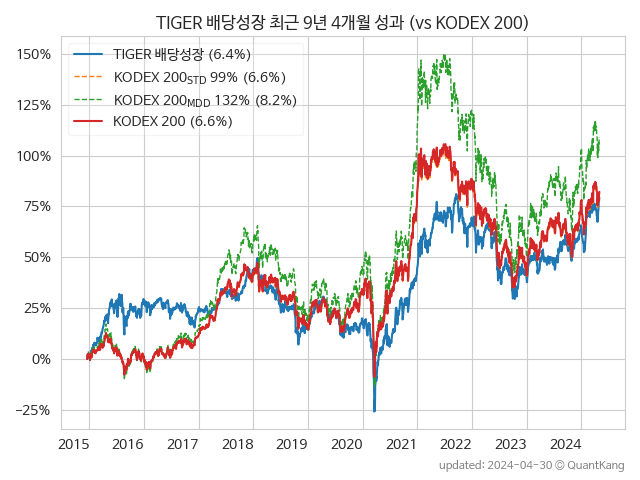 TIGER 배당성장 최근 9년 4개월 성과 (vs KODEX 200)
TIGER 배당성장 (6.4%)
KODEX 200STD 99% (6.6%)
KODEX 200MDD 132% (8.2%)
KODEX 200 (6.6%)
150%
125%
100%
75%
50%
25%
0%
−25%
2015 2016 2017 2018 2019 2020 2021 2022 2023 2024
updated: 2024-04-30 © QuantKang